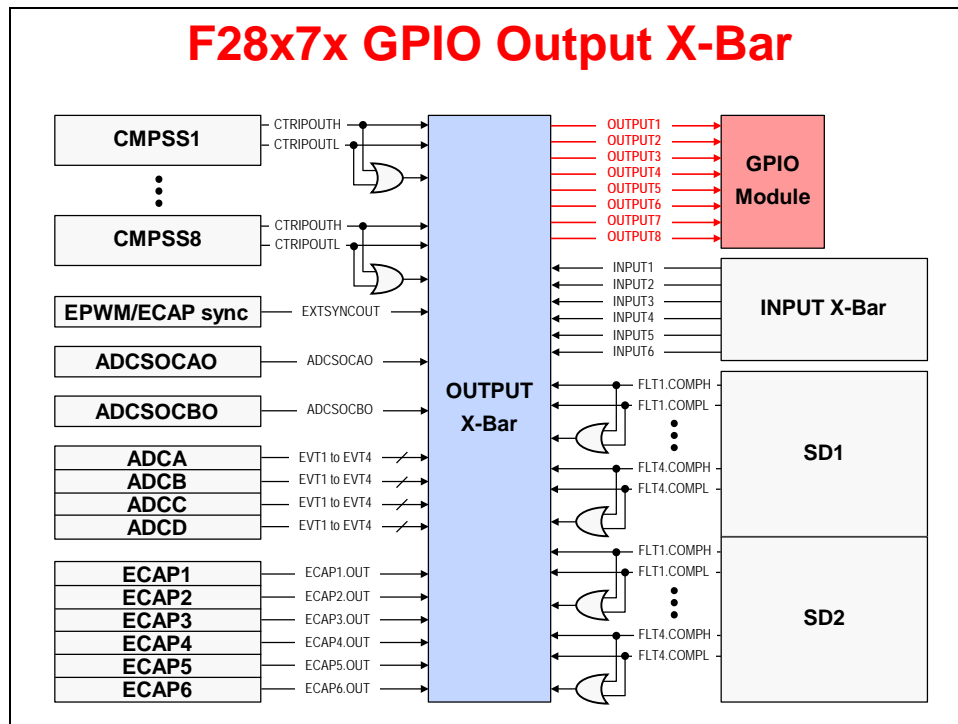 F28x7x GPIO Output X-Bar
CMPSS1
CTRIPOUTH
CTRIPOUTL
CMPSS8
CTRIPOUTH
CTRIPOUTL
EPWM/ECAP sync
EXTSYNCOUT
ADCSOCAO
ADCSOCAO
ADCSOCBO
ADCSOCBO
ADCA
EVT1 to EVT4
ADCB
EVT1 to EVT4
ADCC
EVT1 to EVT4
ADCD
EVT1 to EVT4
ECAP1
ECAP1.OUT
ECAP2
ECAP2.OUT
ECAP3
ECAP3.OUT
ECAP4
ECAP4.OUT
ECAP5
ECAP5.OUT
ECAP6
ECAP6.OUT
OUTPUT
X-Bar
OUTPUT1
OUTPUT2
OUTPUT3
OUTPUT4
OUTPUT5
OUTPUT6
OUTPUT7
OUTPUT8
GPIO
Module
INPUT1
INPUT2
INPUT3
INPUT4
INPUT5
INPUT6
INPUT X-Bar
FLT1.COMPH
FLT1.COMPL
FLT4.COMPH
FLT4.COMPL
SD1
FLT1.COMPH
FLT1.COMPL
FLT4.COMPH
FLT4.COMPL
SD2